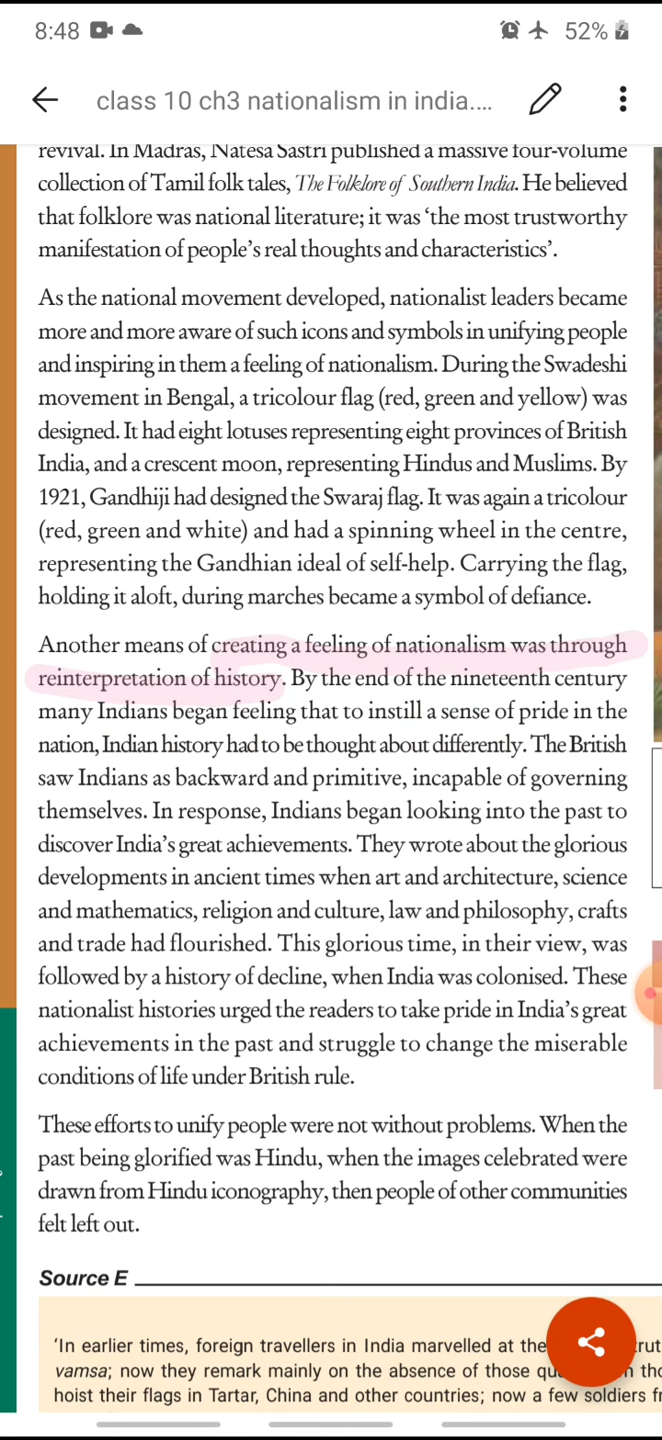 8:48 52%
class 10 ch3 nationalism in india....
revival. In Madras, Natesa Sastri published a massive four-volume
collection of Tamil folk tales, The Folklore of Southern India. He believed
that folklore was national literature; it was ‘the most trustworthy
manifestation of people’s real thoughts and characteristics’.
As the national movement developed, nationalist leaders became
more and more aware of such icons and symbols in unifying people
and inspiring in them a feeling of nationalism. During the Swadeshi
movement in Bengal, a tricolour flag (red, green and yellow) was
designed. It had eight lotuses representing eight provinces of British
India, and a crescent moon, representing Hindus and Muslims. By
1921, Gandhiji had designed the Swaraj flag. It was again a tricolour
(red, green and white) and had a spinning wheel in the centre,
representing the Gandhian ideal of self-help. Carrying the flag,
holding it aloft, during marches became a symbol of defiance.
Another means of creating a feeling of nationalism was through
reinterpretation of history. By the end of the nineteenth century
many Indians began feeling that to instill a sense of pride in the
nation, Indian history had to be thought about differently. The British
saw Indians as backward and primitive, incapable of governing
themselves. In response, Indians began looking into the past to
discover India’s great achievements. They wrote about the glorious
developments in ancient times when art and architecture, science
and mathematics, religion and culture, law and philosophy, crafts
and trade had flourished. This glorious time, in their view, was
followed by a history of decline, when India was colonised. These
nationalist histories urged the readers to take pride in India’s great
achievements in the past and struggle to change the miserable
conditions of life under British rule.
These efforts to unify people were not without problems. When the
past being glorified was Hindu, when the images celebrated were
drawn from Hindu iconography, then people of other communities
felt left out.
Source E
‘In earlier times, foreign travellers in India marvelled at the
vamsa; now they remark mainly on the absence of those
hoist their flags in Tartar, China and other countries; now a few soldiers